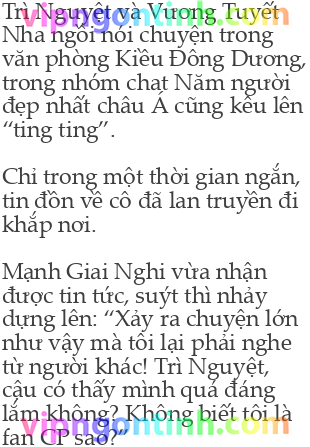 Trì Nguyệt và Vương Tuyết
vipngontinh.com
Nha ngồi nói chuyện trong
văn phòng Kiều Đông Dương,
trong nhóm chat Năm người
đẹp nhất châu Á cũng kêu lên
“ting ting”.
Chỉ trong một thời gian ngắn,
tin đồn về cô đã lan truyền đi
khắp nơi.
Mạnh Giai Nghi vừa nhận
được tin tức, suýt thì nhảy
dựng lên: “Xảy ra chuyện lớn
như vậy mà tôi lại phải nghe
từ người khác! Trì Nguyệt,
cậu có thấy mình quá đáng
lắm không? Không biết tôi là
vipngontinh.com
fan CP sao?”